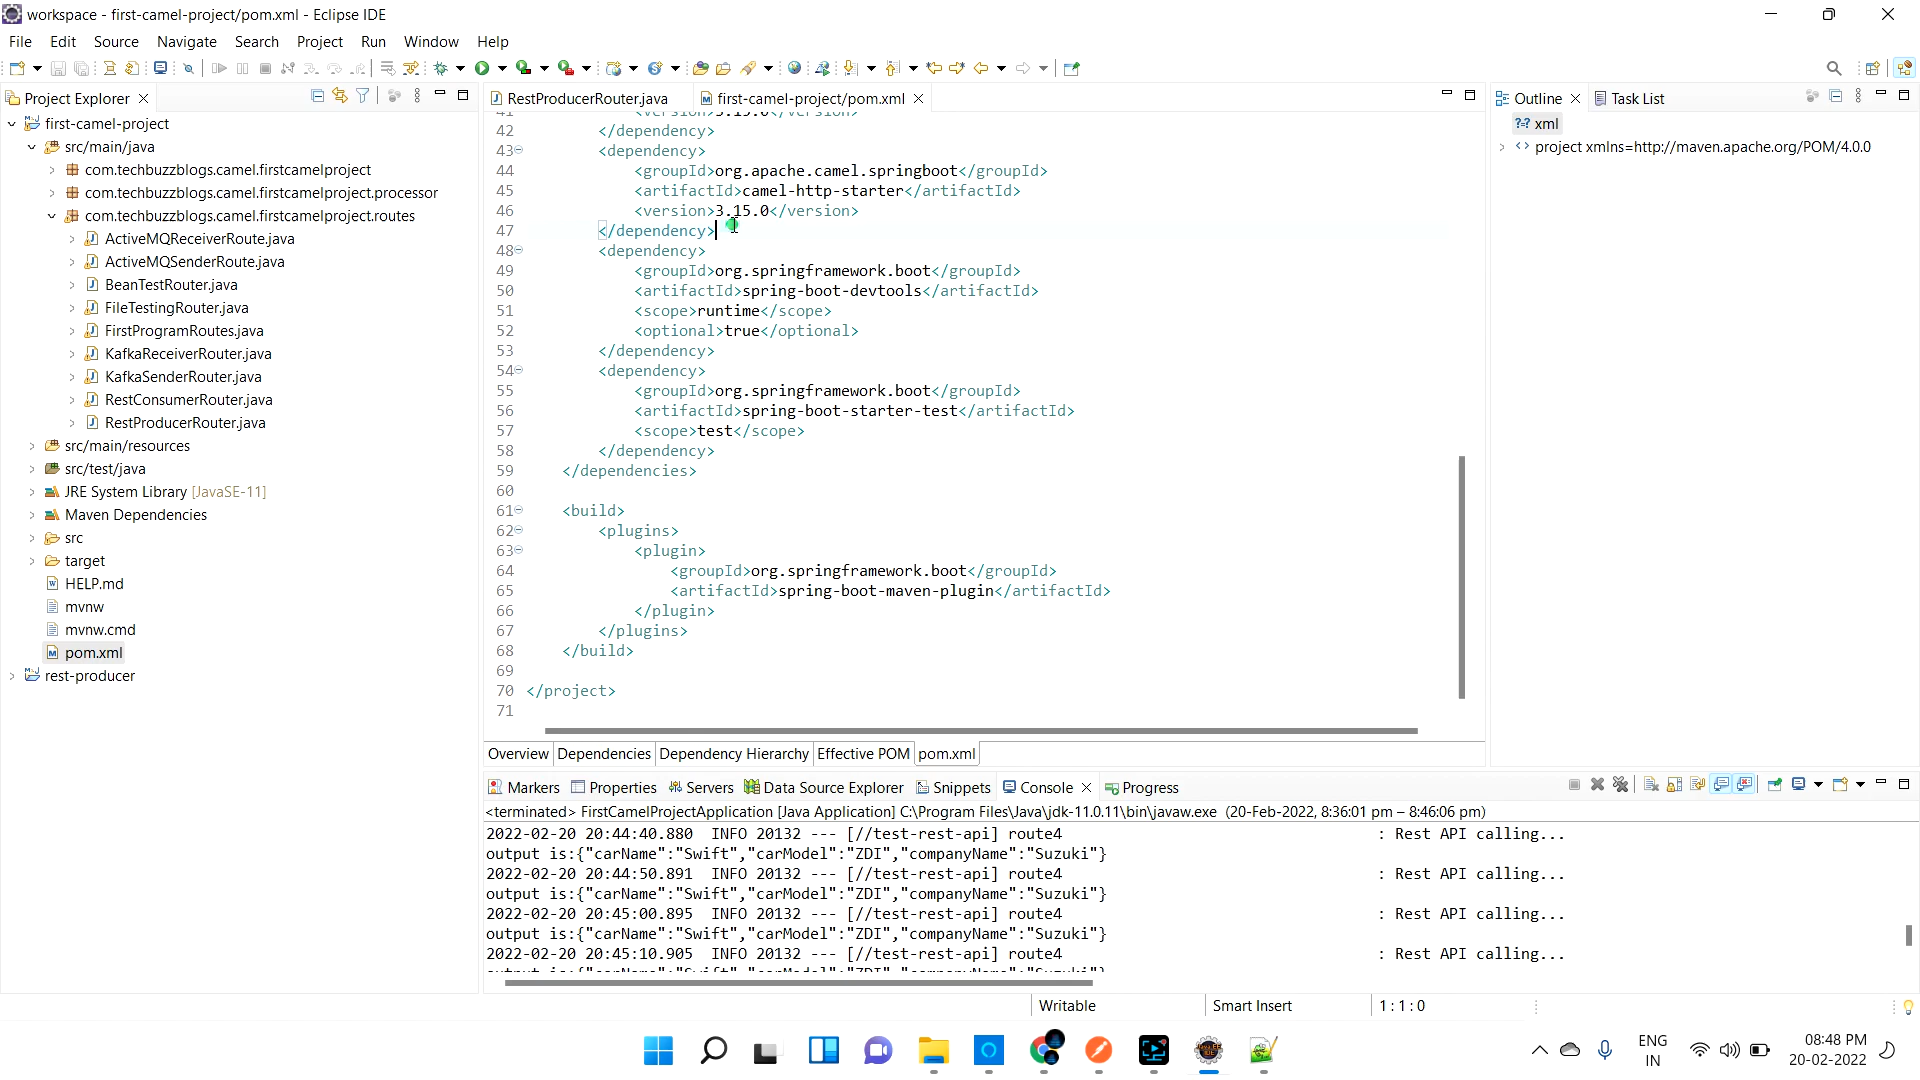 workspace - first-camel-project/pom.xml - Eclipse IDE
File Edit Source Navigate Search Project Run Window Help
Project Explorer
first-camel-project
src/main/java
com.techbuzzblogs.camel.firstcamelproject
com.techbuzzblogs.camel.firstcamelproject.processor
com.techbuzzblogs.camel.firstcamelproject.routes
ActiveMQReceiverRoute.java
ActiveMQSenderRoute.java
BeanTestRouter.java
FileTestingRouter.java
FirstProgramRoutes.java
KafkaReceiverRouter.java
KafkaSenderRouter.java
RestConsumerRouter.java
RestProducerRouter.java
src/main/resources
src/test/java
JRE System Library [JavaSE-11]
Maven Dependencies
src
target
HELP.md
mvnw
mvnw.cmd
pom.xml
rest-producer
RestProducerRouter.java first-camel-project/pom.xml
41 <version>3.15.0</version>
42 </dependency>
43 <dependency>
44 <groupId>org.apache.camel.springboot</groupId>
45 <artifactId>camel-http-starter</artifactId>
46 <version>3.15.0</version>
47 </dependency>
48 <dependency>
49 <groupId>org.springframework.boot</groupId>
50 <artifactId>spring-boot-devtools</artifactId>
51 <scope>runtime</scope>
52 <optional>true</optional>
53 </dependency>
54 <dependency>
55 <groupId>org.springframework.boot</groupId>
56 <artifactId>spring-boot-starter-test</artifactId>
57 <scope>test</scope>
58 </dependency>
59 </dependencies>
60
61 <build>
62 <plugins>
63 <plugin>
64 <groupId>org.springframework.boot</groupId>
65 <artifactId>spring-boot-maven-plugin</artifactId>
66 </plugin>
67 </plugins>
68 </build>
69
70 </project>
71
Overview Dependencies Dependency Hierarchy Effective POM pom.xml
Outline Task List
?=? xml
project xmlns=http://maven.apache.org/POM/4.0.0
Markers Properties Servers Data Source Explorer Snippets Console Progress
<terminated> FirstCamelProjectApplication [Java Application] C:\Program Files\Java\jdk-11.0.11\bin\javaw.exe (20-Feb-2022, 8:36:01 pm – 8:46:06 pm)
2022-02-20 20:44:40.880 INFO 20132 --- [//test-rest-api] route4 : Rest API calling...
output is:{"carName":"Swift","carModel":"ZDI","companyName":"Suzuki"}
2022-02-20 20:44:50.891 INFO 20132 --- [//test-rest-api] route4 : Rest API calling...
output is:{"carName":"Swift","carModel":"ZDI","companyName":"Suzuki"}
2022-02-20 20:45:00.895 INFO 20132 --- [//test-rest-api] route4 : Rest API calling...
output is:{"carName":"Swift","carModel":"ZDI","companyName":"Suzuki"}
2022-02-20 20:45:10.905 INFO 20132 --- [//test-rest-api] route4 : Rest API calling...
output is:{"carName":"Swift","carModel":"ZDI","companyName":"Suzuki"}
Writable Smart Insert 1 : 1 : 0
ENG
IN
08:48 PM
20-02-2022